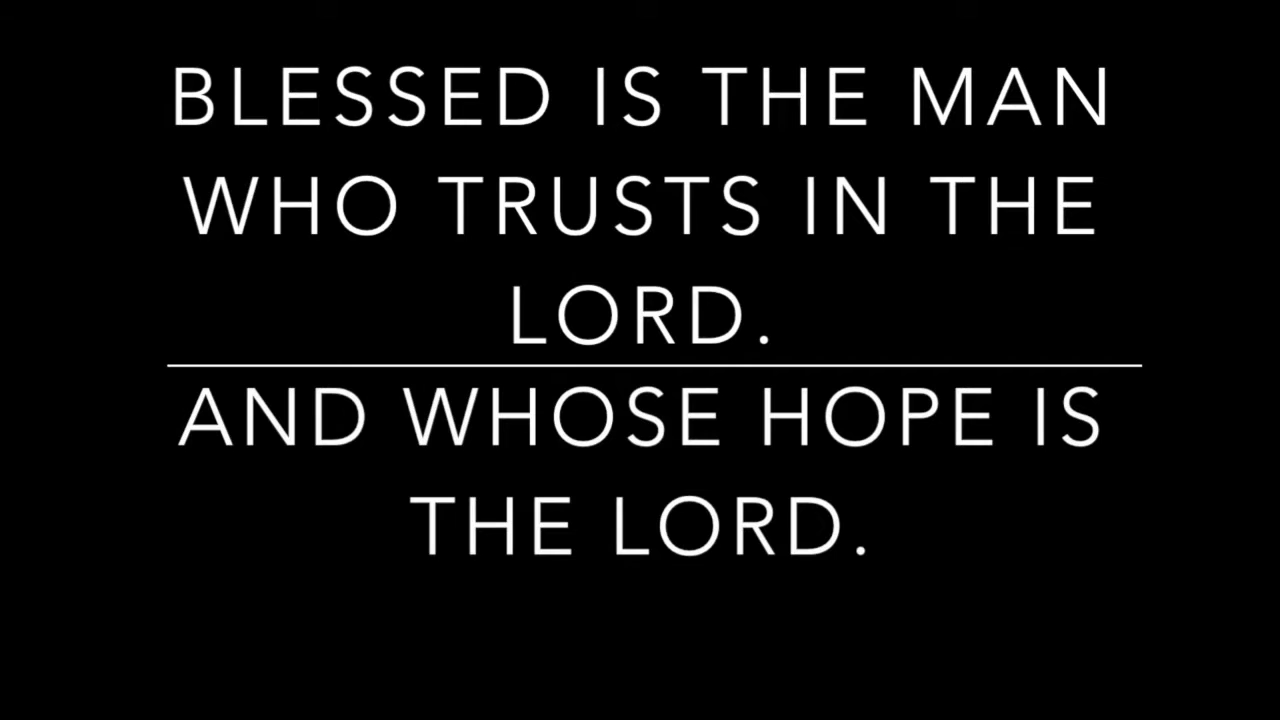 BLESSED IS THE MAN
WHO TRUSTS IN THE
LORD.
AND WHOSE HOPE IS
THE LORD.